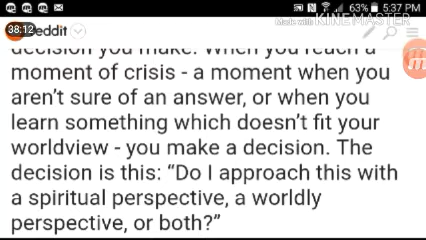 63% 5:37 PM
Made with KINEMASTER
38:12 eddit
decision you make. When you reach a
moment of crisis - a moment when you
aren't sure of an answer, or when you
learn something which doesn't fit your
worldview - you make a decision. The
decision is this: “Do I approach this with
a spiritual perspective, a worldly
perspective, or both?”